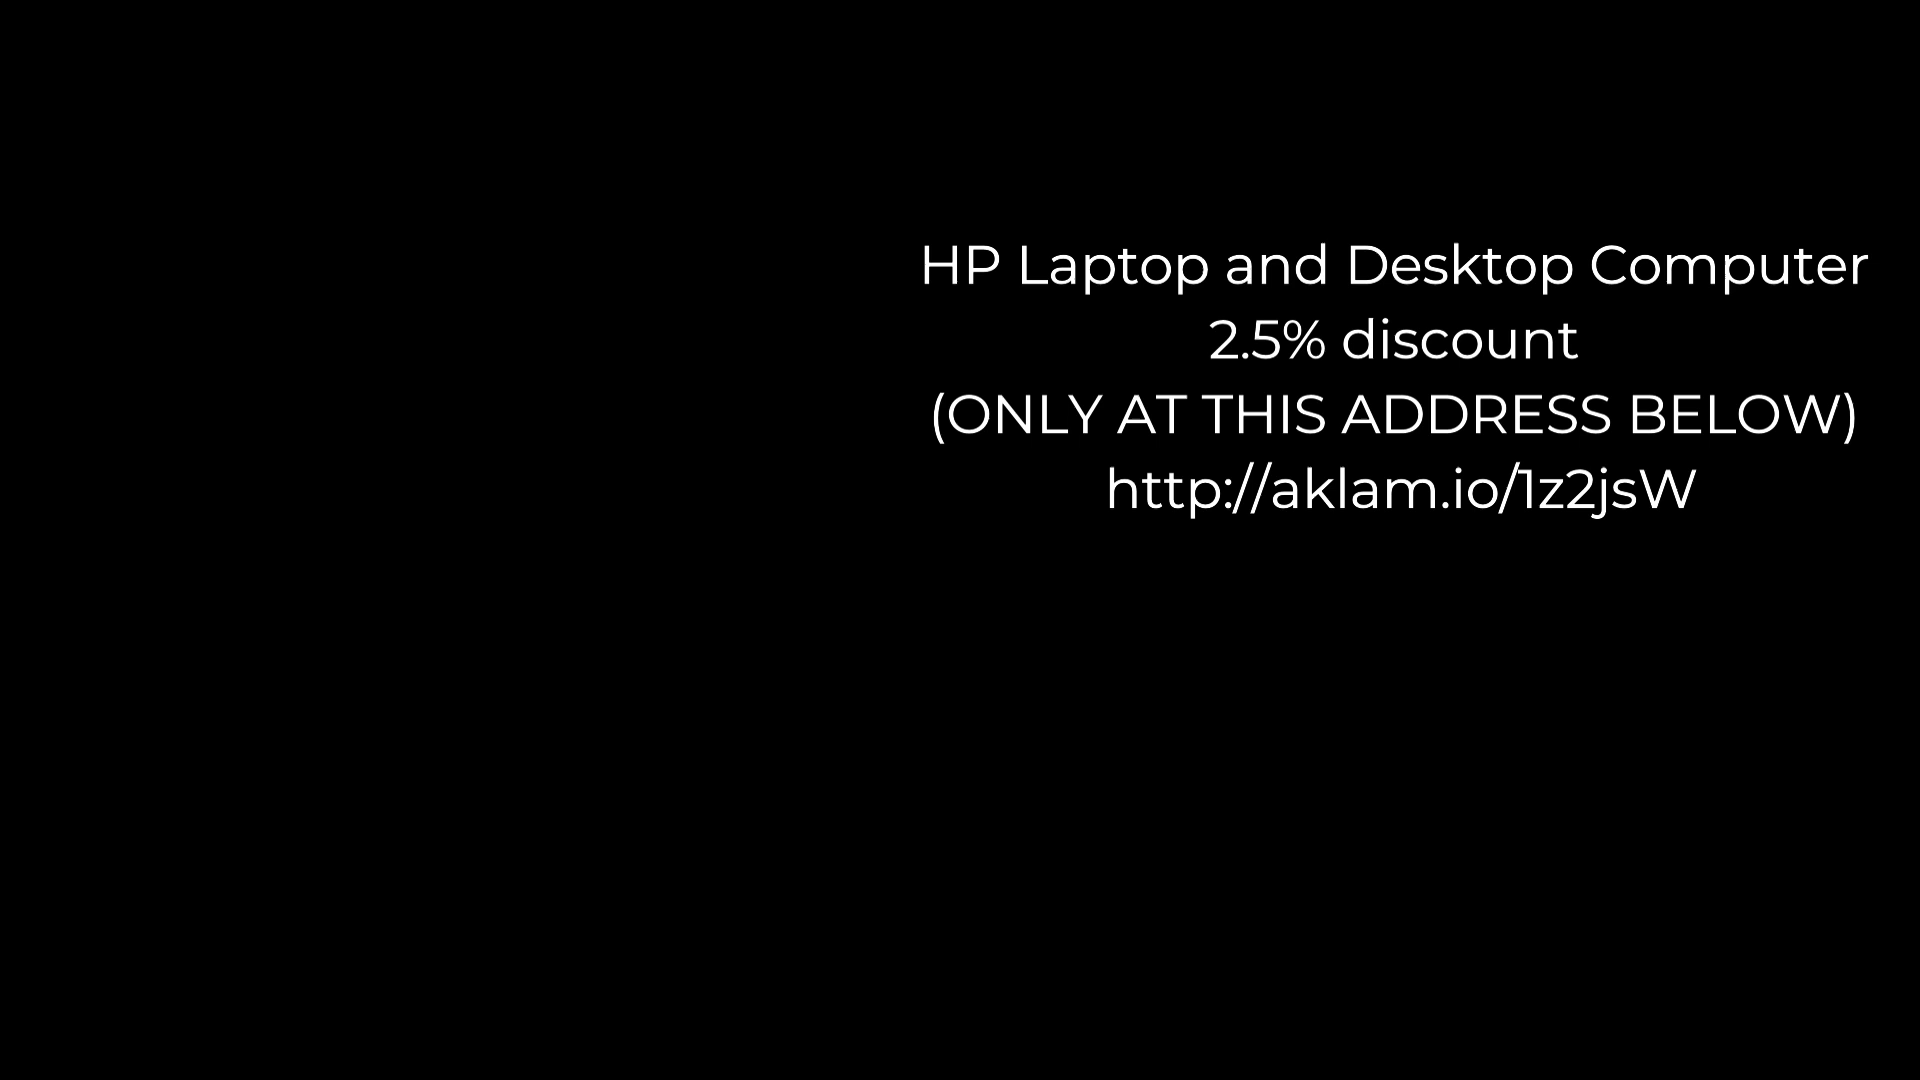 HP Laptop and Desktop Computer
2.5% discount
(ONLY AT THIS ADDRESS BELOW)
http://aklam.io/1z2jsW